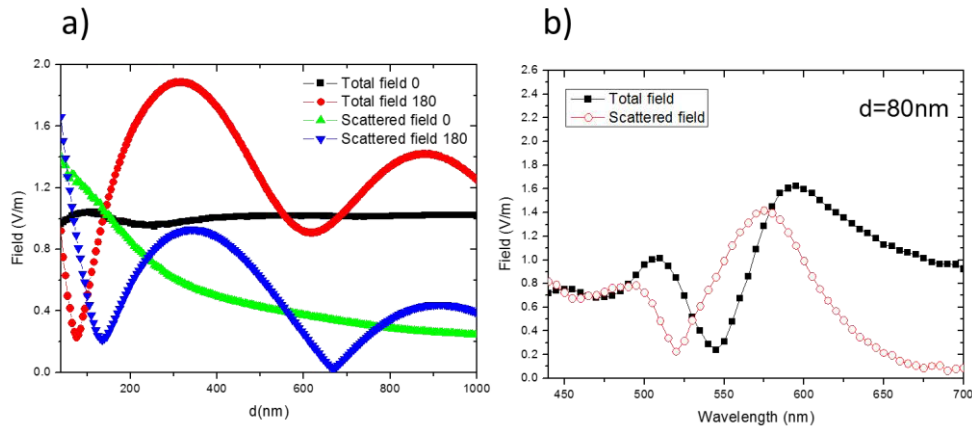 a)
2.0
1.6
1.2
0.8
0.4
0.0
Field (V/m)
Total field 0
Total field 180
Scattered field 0
Scattered field 180
200 400 600 800 1000
d(nm)
b)
2.6
2.4
2.2
2.0
1.8
1.6
1.4
1.2
1.0
0.8
0.6
0.4
0.2
0.0
Field (V/m)
Total field
Scattered field
d=80nm
450 500 550 600 650 700
Wavelength (nm)